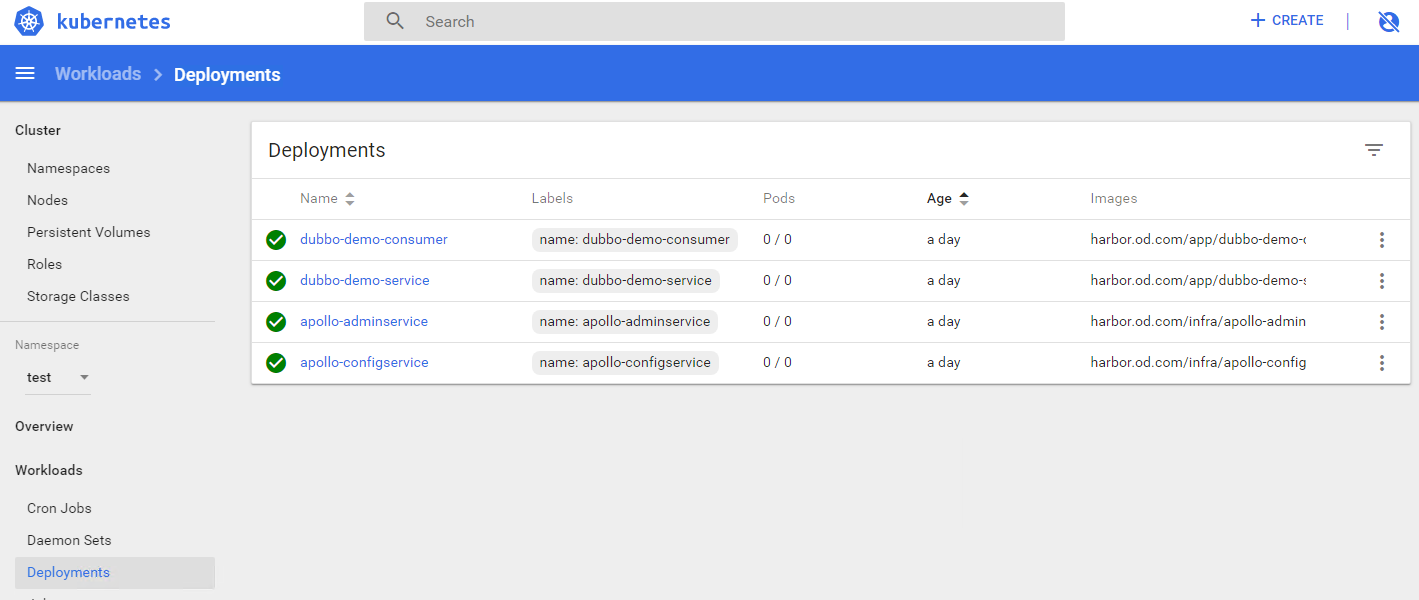 kubernetes
Search
CREATE
Workloads > Deployments
Cluster
Namespaces
Nodes
Persistent Volumes
Roles
Storage Classes
Namespace
test
Overview
Workloads
Cron Jobs
Daemon Sets
Deployments
Deployments
Name Labels Pods Age Images
dubbo-demo-consumer name: dubbo-demo-consumer 0 / 0 a day harbor.od.com/app/dubbo-demo-
dubbo-demo-service name: dubbo-demo-service 0 / 0 a day harbor.od.com/app/dubbo-demo-
apollo-adminservice name: apollo-adminservice 0 / 0 a day harbor.od.com/infra/apollo-admin
apollo-configservice name: apollo-configservice 0 / 0 a day harbor.od.com/infra/apollo-config